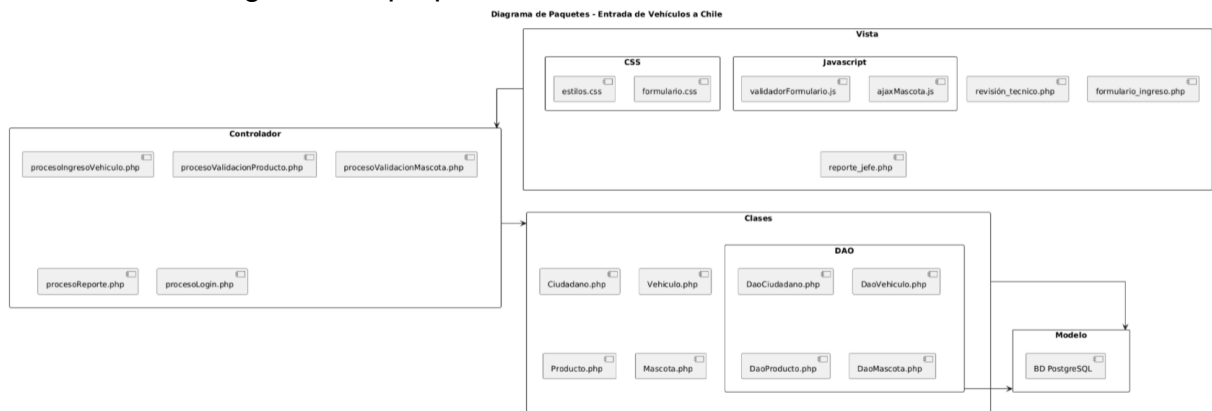 Diagrama de Paquetes - Entrada de Vehículos a Chile
Vista
CSS
estilos.css
formulario.css
Javascript
validadorFormulario.js
ajaxMascota.js
revisión_tecnico.php
formulario_ingreso.php
reporte_jefe.php
Controlador
procesoIngresoVehiculo.php
procesoValidacionProducto.php
procesoValidacionMascota.php
procesoReporte.php
procesoLogin.php
Clases
Ciudadano.php
Vehiculo.php
Producto.php
Mascota.php
DAO
DaoCiudadano.php
DaoVehiculo.php
DaoProducto.php
DaoMascota.php
Modelo
BD PostgreSQL